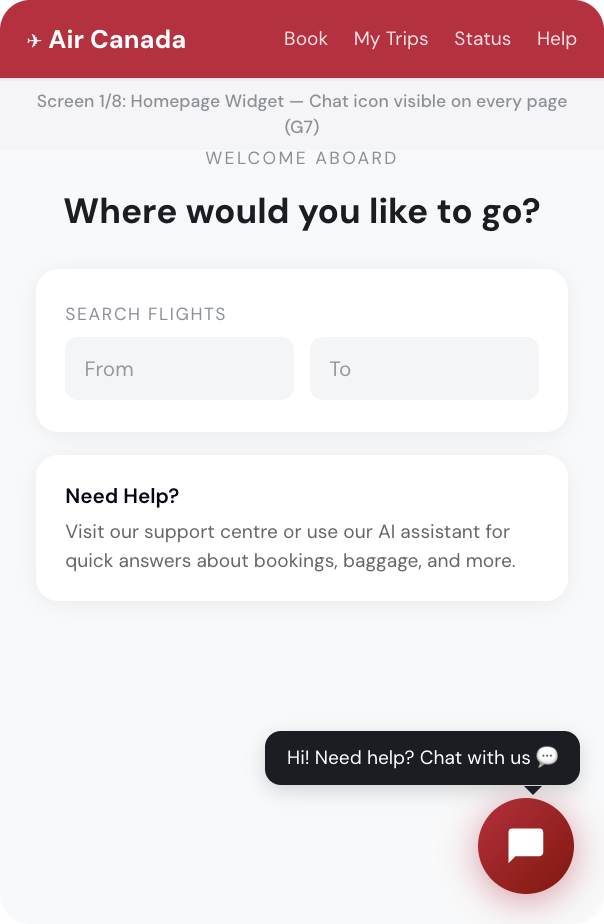 ✈ Air Canada
Book My Trips Status Help
Screen 1/8: Homepage Widget — Chat icon visible on every page
(G7)
WELCOME ABOARD
Where would you like to go?
SEARCH FLIGHTS
From To
Need Help?
Visit our support centre or use our AI assistant for
quick answers about bookings, baggage, and more.
Hi! Need help? Chat with us 💬